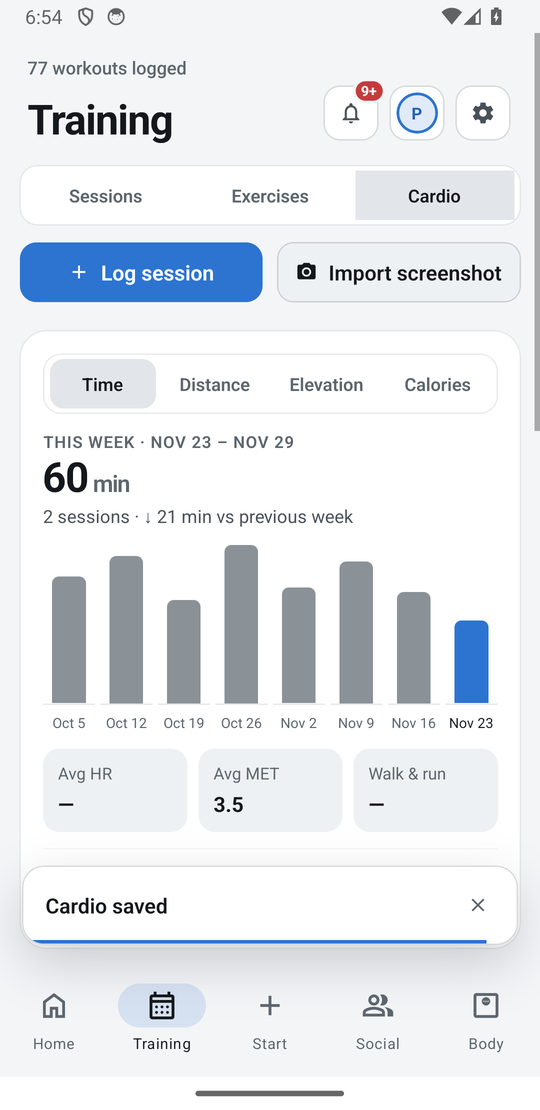 6:54
77 workouts logged
Training
9+
P
Sessions Exercises Cardio
+ Log session Import screenshot
Time Distance Elevation Calories
THIS WEEK · NOV 23 – NOV 29
60 min
2 sessions · ↓ 21 min vs previous week
Oct 5 Oct 12 Oct 19 Oct 26 Nov 2 Nov 9 Nov 16 Nov 23
Avg HR Avg MET Walk & run
– 3.5 –
Cardio saved
Home Training Start Social Body